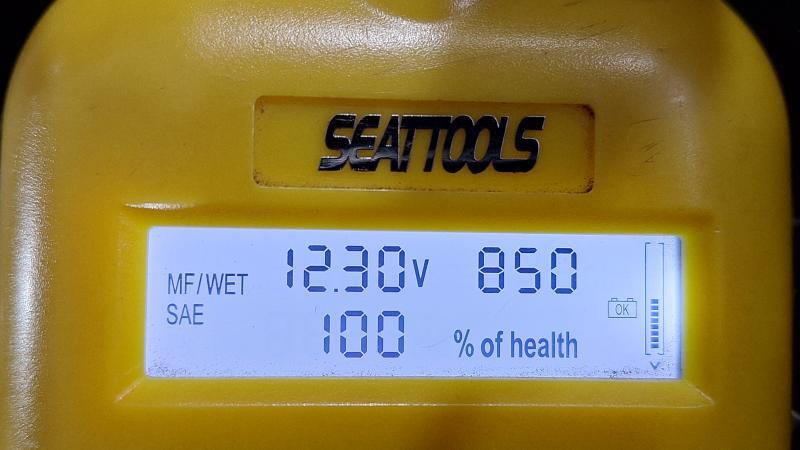 SEATTOOLS
MF/WET 12.30V 850
SAE 100 % of health
OK
V